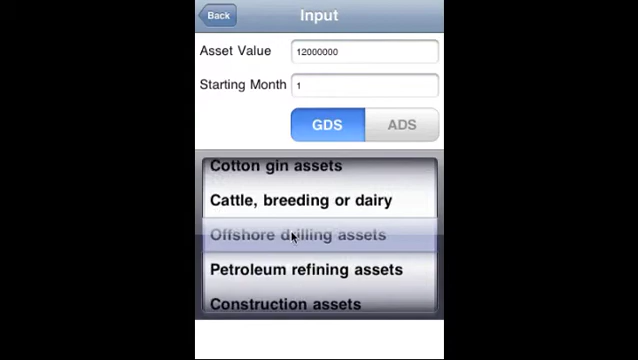 Back
Input
Asset Value
12000000
Starting Month
1
GDS
ADS
Cotton gin assets
Cattle, breeding or dairy
Offshore drilling assets
Petroleum refining assets
Construction assets